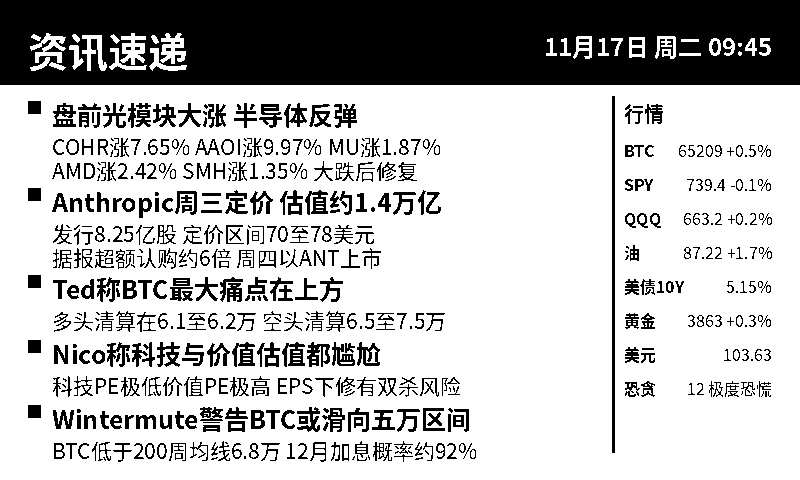 资讯速递
11月17日 周二 09:45
盘前光模块大涨 半导体反弹
COHR涨7.65% AAOI涨9.97% MU涨1.87%
AMD涨2.42% SMH涨1.35% 大跌后修复
Anthropic周三定价 估值约1.4万亿
发行8.25亿股 定价区间70至78美元
据报超额认购约6倍 周四以ANT上市
Ted称BTC最大痛点在上方
多头清算在6.1至6.2万 空头清算6.5至7.5万
Nico称科技与价值估值都尴尬
科技PE极低价值PE极高 EPS下修有双杀风险
Wintermute警告BTC或滑向五万区间
BTC低于200周均线6.8万 12月加息概率约92%
行情
BTC 65209 +0.5%
SPY 739.4 -0.1%
QQQ 663.2 +0.2%
油 87.22 +1.7%
美债10Y 5.15%
黄金 3863 +0.3%
美元 103.63
恐贪 12 极度恐慌